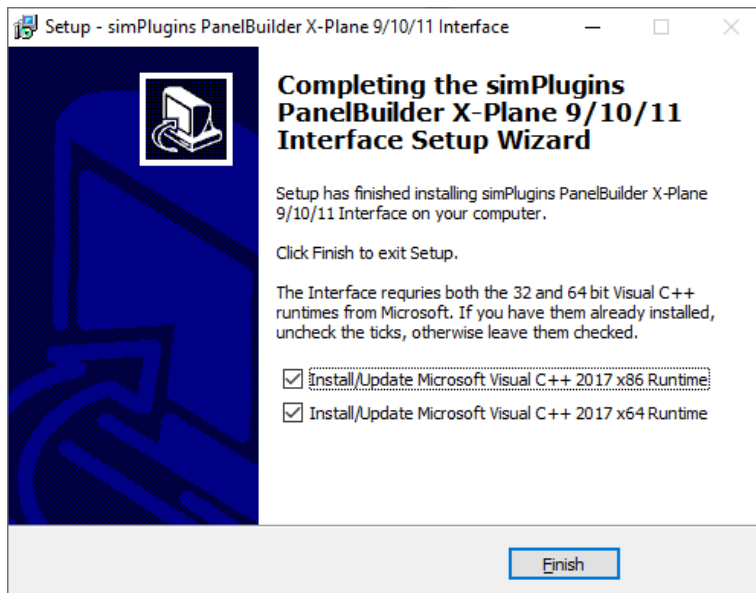 Setup - simPlugins PanelBuilder X-Plane 9/10/11 Interface
Completing the simPlugins
PanelBuilder X-Plane 9/10/11
Interface Setup Wizard
Setup has finished installing simPlugins PanelBuilder X-Plane
9/10/11 Interface on your computer.
Click Finish to exit Setup.
The Interface requries both the 32 and 64 bit Visual C++
runtimes from Microsoft. If you have them already installed,
uncheck the ticks, otherwise leave them checked.
Install/Update Microsoft Visual C++ 2017 x86 Runtime
Install/Update Microsoft Visual C++ 2017 x64 Runtime
Finish